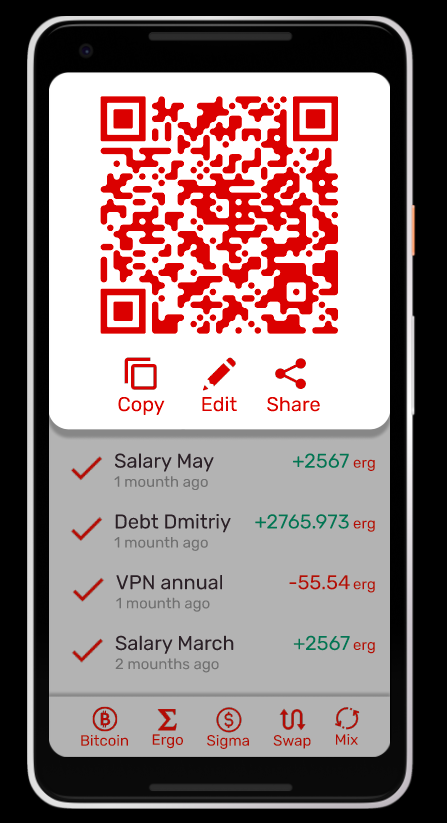 Copy Edit Share
Salary May +2567 erg
1 mounth ago
Debt Dmitriy +2765.973 erg
1 mounth ago
VPN annual -55.54 erg
1 mounth ago
Salary March +2567 erg
2 mounths ago
Bitcoin Ergo Sigma Swap Mix